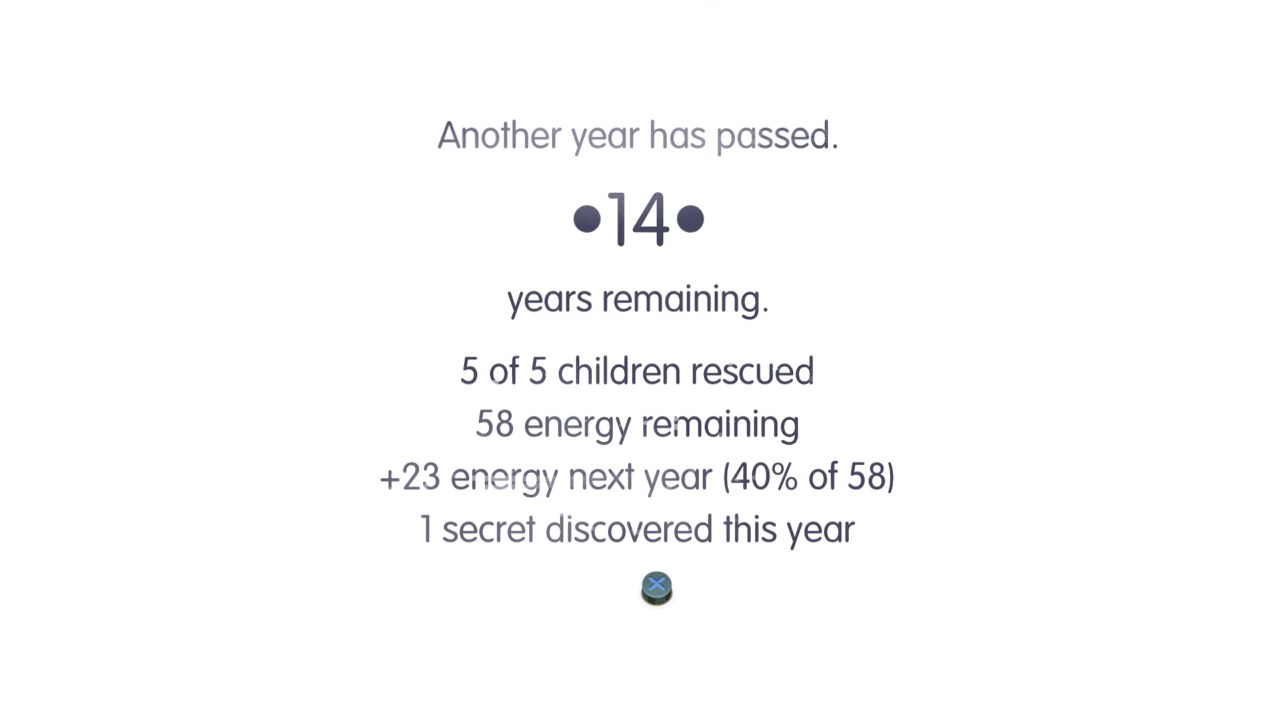 Another year has passed.
•14•
years remaining.
5 of 5 children rescued
58 energy remaining
+23 energy next year (40% of 58)
1 secret discovered this year